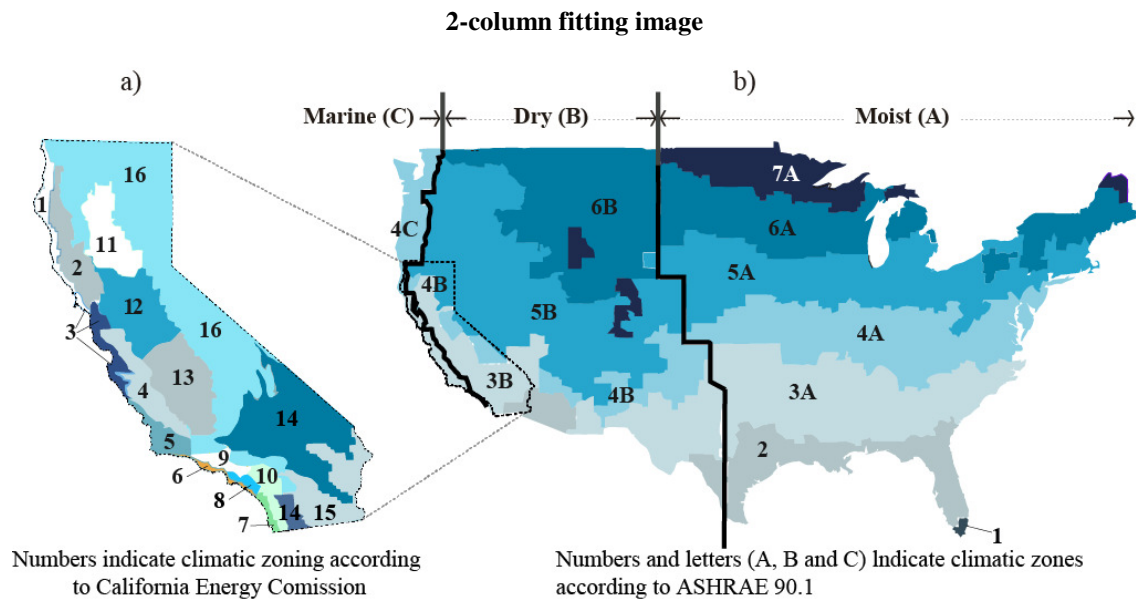 2-column fitting image
a)
b)
Marine (C)
Dry (B)
Moist (A)
16
1
11
2
12
3
16
13
4
14
5
9
6
10
8
14
15
7
7A
6B
4C
6A
4B
5A
5B
4A
3B
4B
3A
2
1
Numbers indicate climatic zoning according
to California Energy Comission
Numbers and letters (A, B and C) Indicate climatic zones
according to ASHRAE 90.1